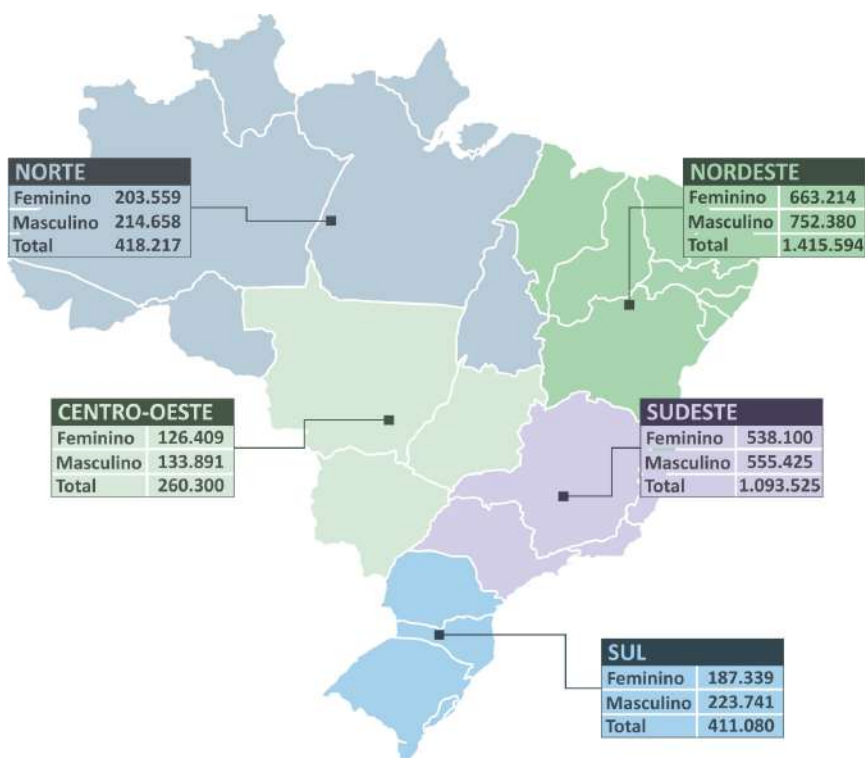 NORTE
Feminino 203.559
Masculino 214.658
Total 418.217
NORDESTE
Feminino 663.214
Masculino 752.380
Total 1.415.594
CENTRO-OESTE
Feminino 126.409
Masculino 133.891
Total 260.300
SUDESTE
Feminino 538.100
Masculino 555.425
Total 1.093.525
SUL
Feminino 187.339
Masculino 223.741
Total 411.080